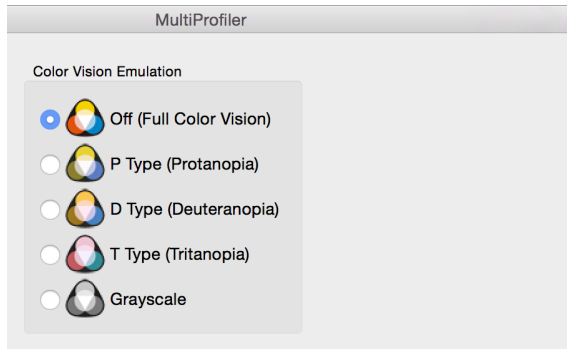 MultiProfiler
Color Vision Emulation
Off (Full Color Vision)
P Type (Protanopia)
D Type (Deuteranopia)
T Type (Tritanopia)
Grayscale